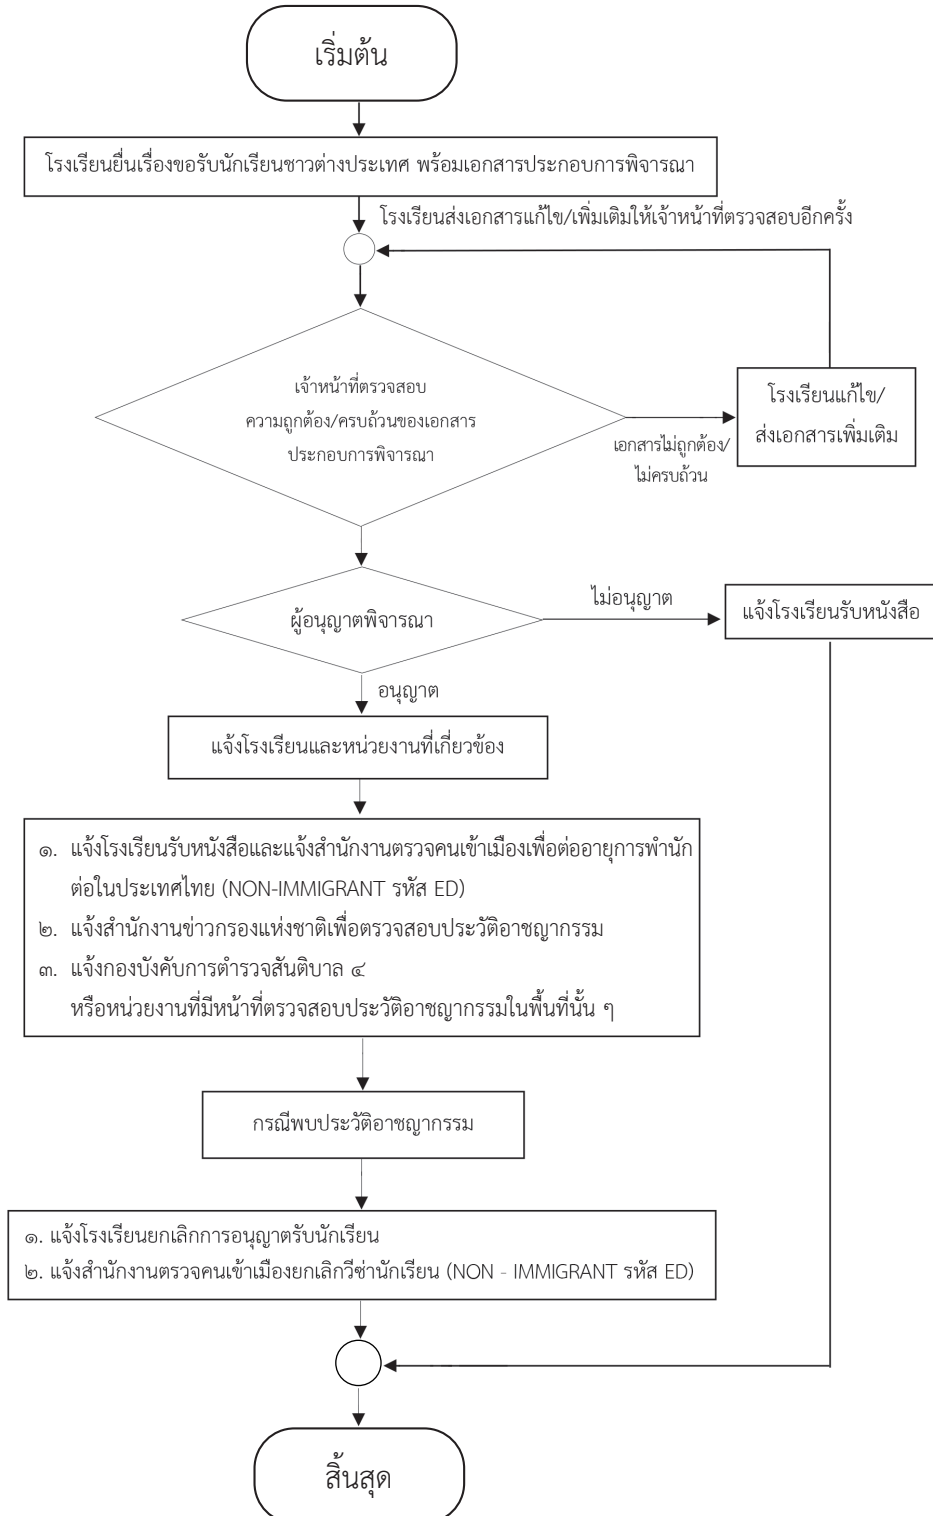 เริ่มต้น
โรงเรียนยื่นเรื่องขอรับนักเรียนชาวต่างประเทศ พร้อมเอกสารประกอบการพิจารณา
โรงเรียนส่งเอกสารแก้ไข/เพิ่มเติมให้เจ้าหน้าที่ตรวจสอบอีกครั้ง
เจ้าหน้าที่ตรวจสอบ
ความถูกต้อง/ครบถ้วนของเอกสาร
ประกอบการพิจารณา
เอกสารไม่ถูกต้อง/
ไม่ครบถ้วน
โรงเรียนแก้ไข/
ส่งเอกสารเพิ่มเติม
ผู้อนุญาตพิจารณา
ไม่อนุญาต
แจ้งโรงเรียนรับหนังสือ
อนุญาต
แจ้งโรงเรียนและหน่วยงานที่เกี่ยวข้อง
๑. แจ้งโรงเรียนรับหนังสือและแจ้งสำนักงานตรวจคนเข้าเมืองเพื่อต่ออายุการพำนัก
ต่อในประเทศไทย (NON-IMMIGRANT รหัส ED)
๒. แจ้งสำนักงานข่าวกรองแห่งชาติเพื่อตรวจสอบประวัติอาชญากรรม
๓. แจ้งกองบังคับการตำรวจสันติบาล ๔
หรือหน่วยงานที่มีหน้าที่ตรวจสอบประวัติอาชญากรรมในพื้นที่นั้น ๆ
กรณีพบประวัติอาชญากรรม
๑. แจ้งโรงเรียนยกเลิกการอนุญาตรับนักเรียน
๒. แจ้งสำนักงานตรวจคนเข้าเมืองยกเลิกวีซ่านักเรียน (NON - IMMIGRANT รหัส ED)
สิ้นสุด